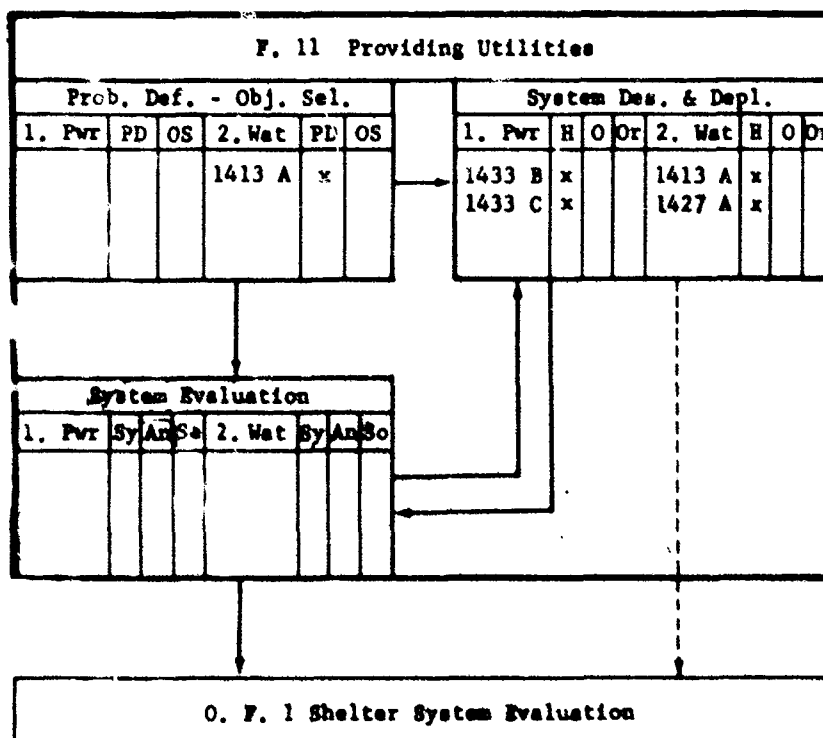 F. 11 Providing Utilities
Prob. Def. - Obj. Sel.
1. Pwr PD OS 2. Wat PD OS
1413 A x
System Des. & Depl.
1. Pwr H O Or 2. Wat H O Or
1433 B x 1413 A x
1433 C x 1427 A x
System Evaluation
1. Pwr Sy An So 2. Wat Sy An So
O. F. 1 Shelter System Evaluation